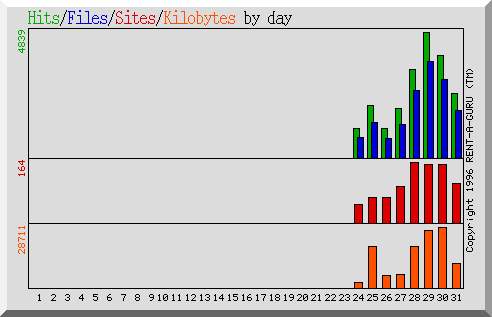 Hits/Files/Sites/Kilobytes by day
4839
164
28711
Copyright 1996 RENT-A-GURU (TM)
1 2 3 4 5 6 7 8 9 10 11 12 13 14 15 16 17 18 19 20 21 22 23 24 25 26 27 28 29 30 31